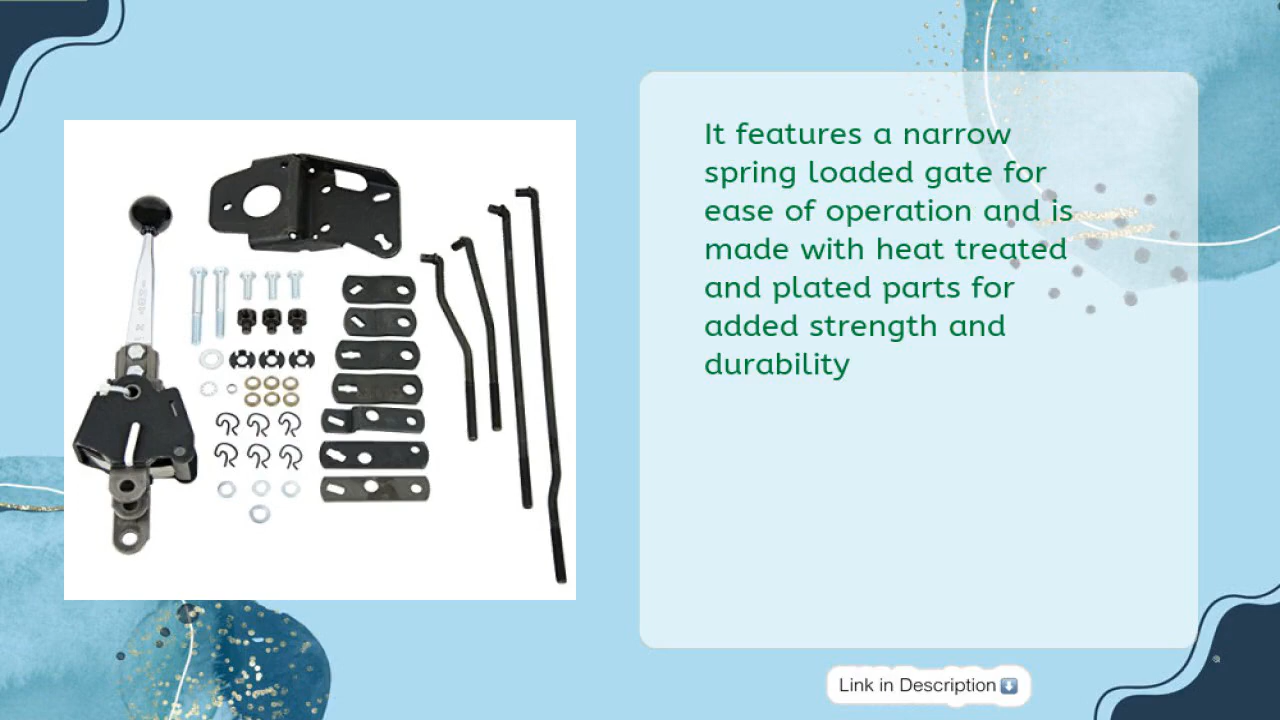 It features a narrow
spring loaded gate for
ease of operation and is
made with heat treated
and plated parts for
added strength and
durability
Link in Description